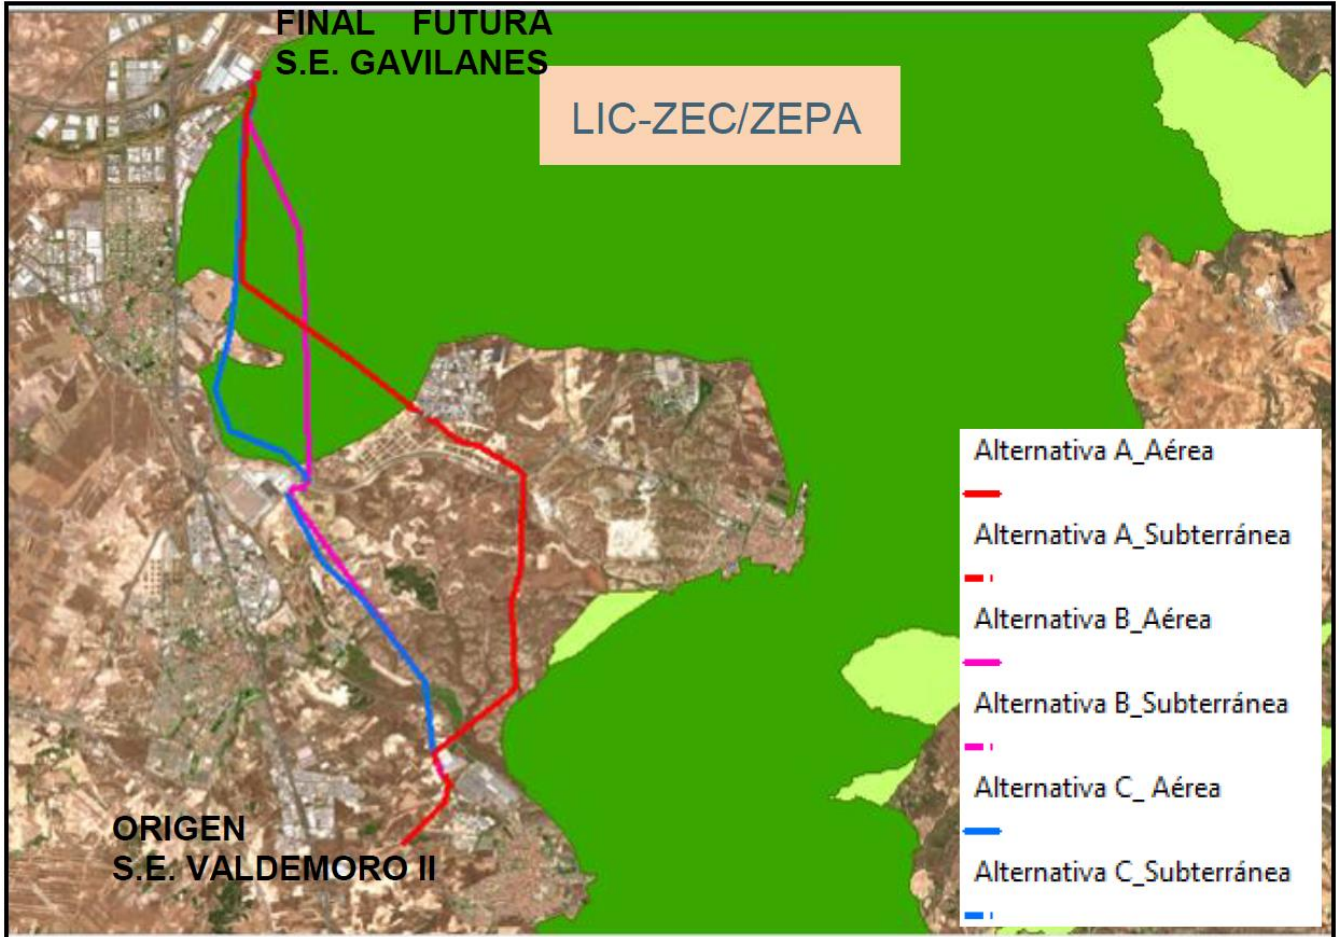 FINAL FUTURA
S.E. GAVILANES
LIC-ZEC/ZEPA
Alternativa A_Aérea
Alternativa A_Subterránea
Alternativa B_Aérea
Alternativa B_Subterránea
Alternativa C_ Aérea
Alternativa C_Subterránea
ORIGEN
S.E. VALDEMORO II